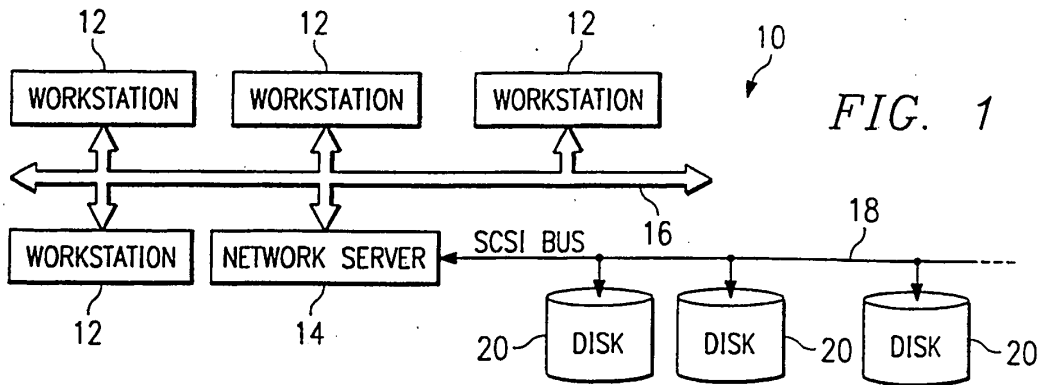 12
12
12
10
WORKSTATION
WORKSTATION
WORKSTATION
FIG. 1
16
18
WORKSTATION
NETWORK SERVER
SCSI BUS
12
14
20
DISK
DISK
20
DISK
20